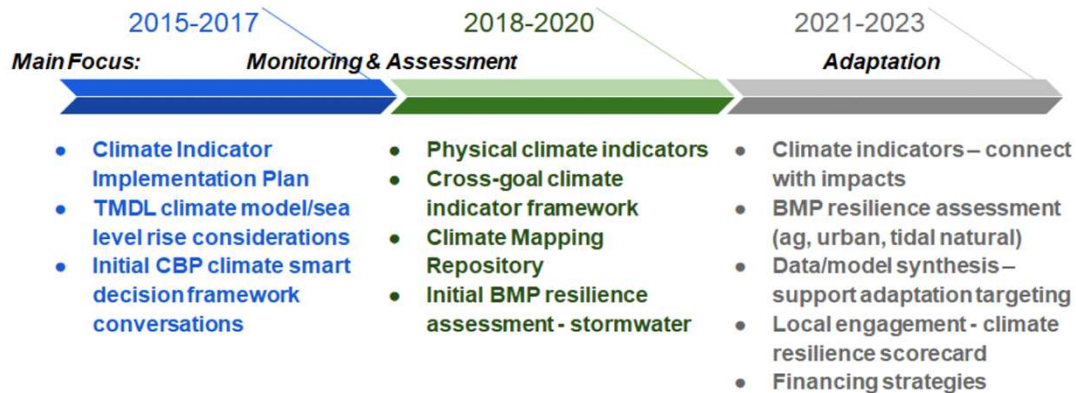 2015-2017
2018-2020
2021-2023
Main Focus:
Monitoring & Assessment
Adaptation
● Climate Indicator
Implementation Plan
● TMDL climate model/sea
level rise considerations
● Initial CBP climate smart
decision framework
conversations
● Physical climate indicators
● Cross-goal climate
indicator framework
● Climate Mapping
Repository
● Initial BMP resilience
assessment - stormwater
● Climate indicators – connect
with impacts
● BMP resilience assessment
(ag, urban, tidal natural)
● Data/model synthesis –
support adaptation targeting
● Local engagement - climate
resilience scorecard
● Financing strategies